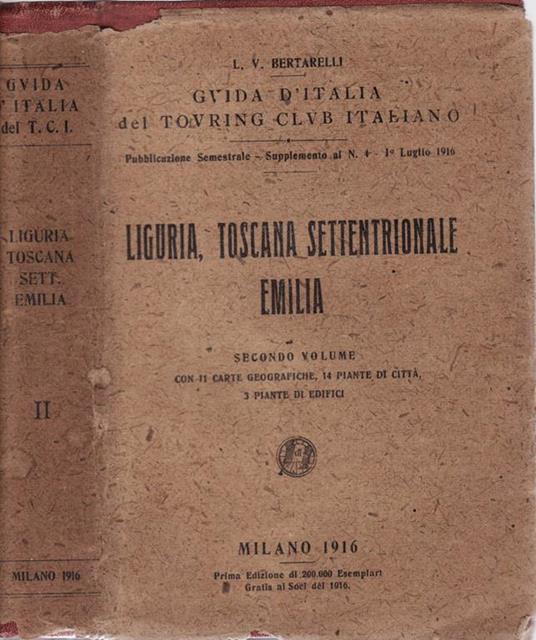 GVIDA
D'ITALIA
del T. C. I.
LIGURIA
TOSCANA
SETT.
EMILIA
II
MILANO 1916
L. V. BERTARELLI
GVIDA D'ITALIA
del TOVRING CLVB ITALIANO
Pubblicazione Semestrale - Supplemento al N. 4 - 1º Luglio 1916
LIGURIA, TOSCANA SETTENTRIONALE
EMILIA
SECONDO VOLUME
CON 11 CARTE GEOGRAFICHE, 14 PIANTE DI CITTÀ,
3 PIANTE DI EDIFICI
MILANO 1916
Prima Edizione di 200.000 Esemplari
Gratis ai Soci del 1916.